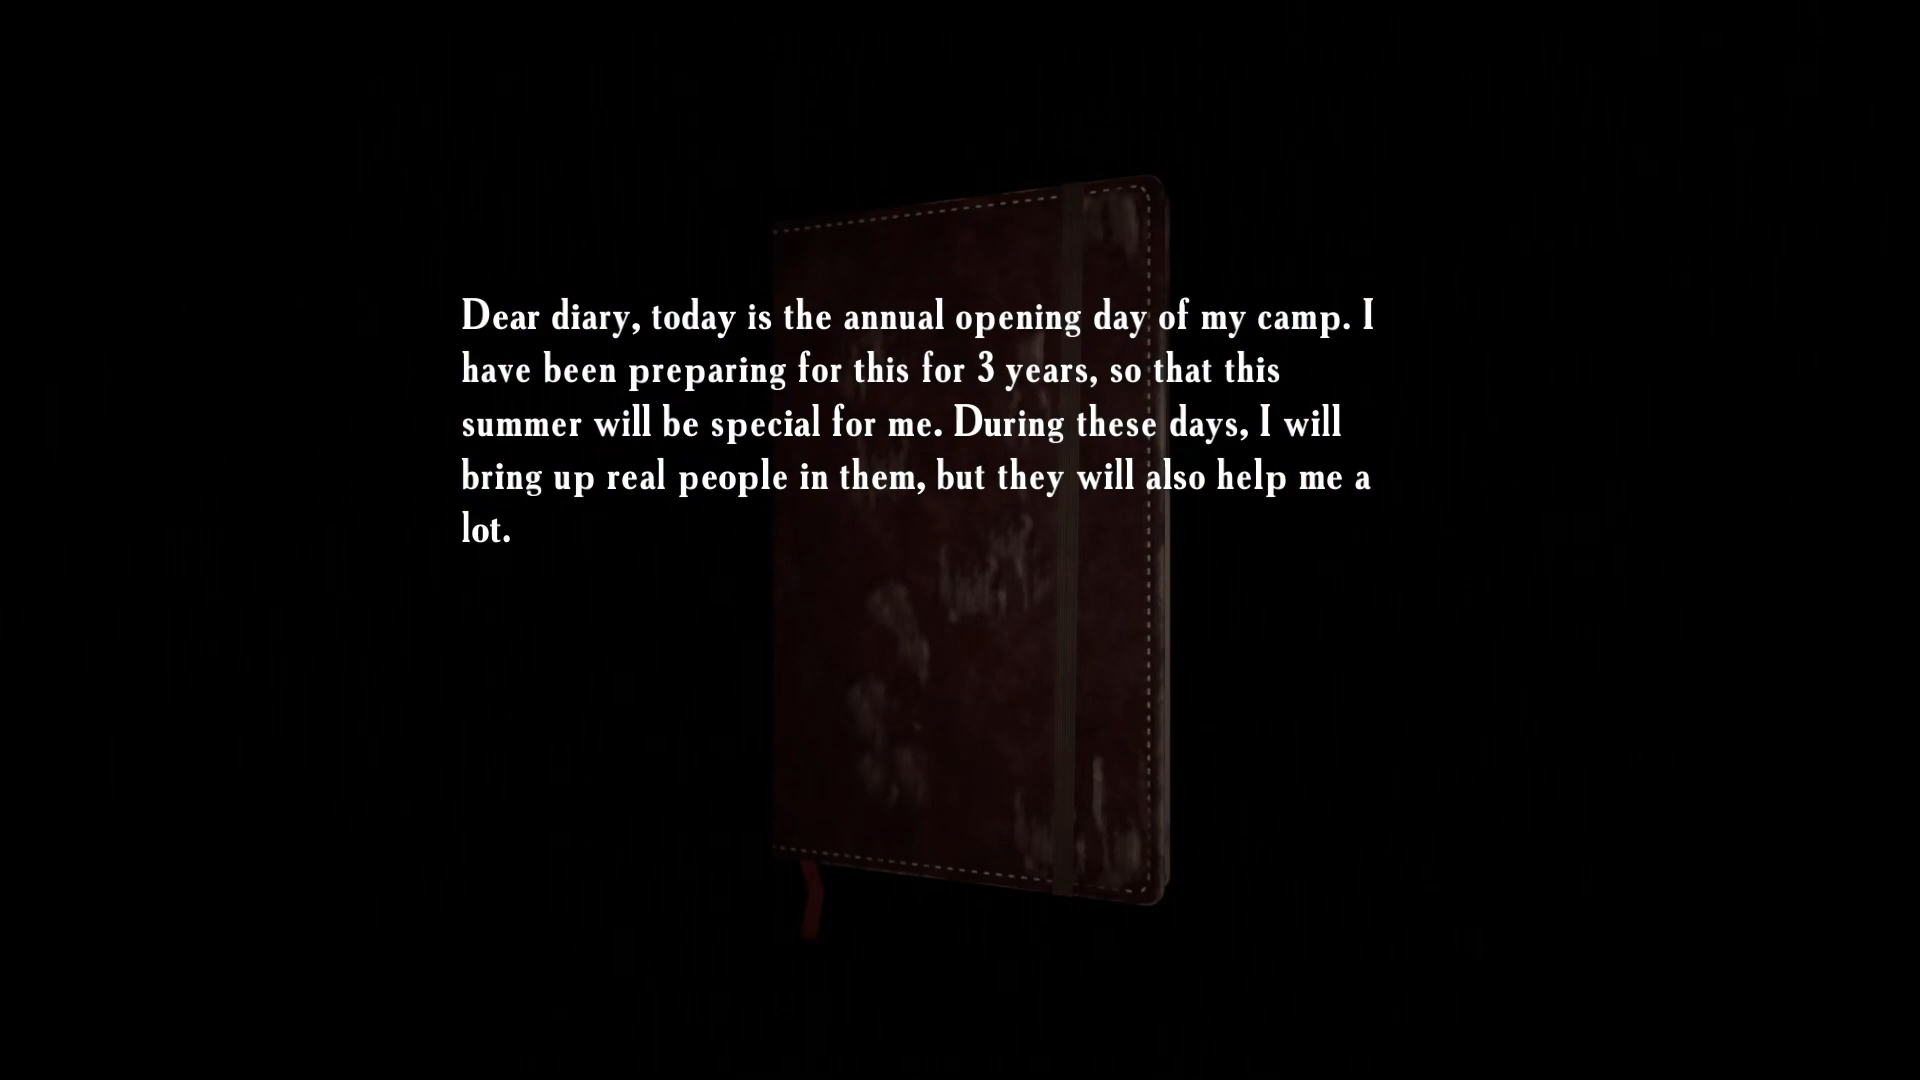 Dear diary, today is the annual opening day of my camp. I
have been preparing for this for 3 years, so that this
summer will be special for me. During these days, I will
bring up real people in them, but they will also help me a
lot.